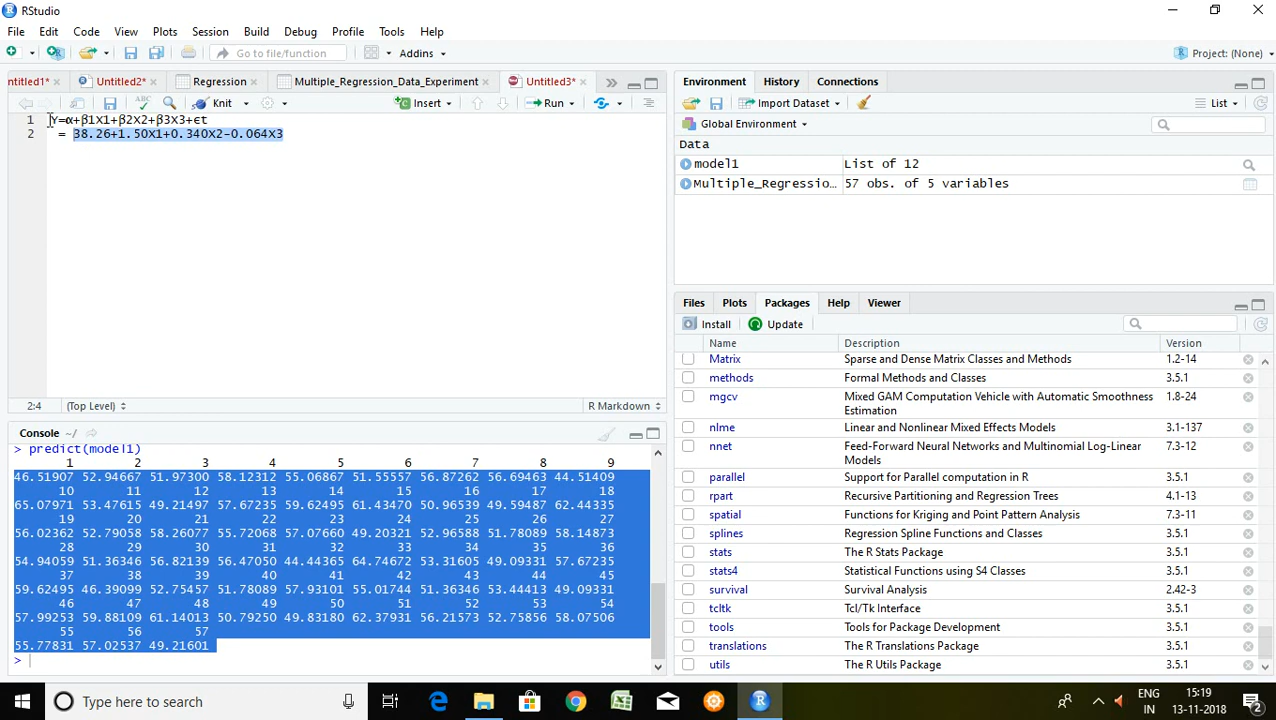 RStudio
File Edit Code View Plots Session Build Debug Profile Tools Help
Go to file/function Addins Project: (None)
ntitled1* Untitled2* Regression Multiple_Regression_Data_Experiment Untitled3*
Knit Insert Run
1 Y=α+β1X1+β2X2+β3X3+ϵt
2 = 38.26+1.50X1+0.340X2-0.064X3
2:4 (Top Level) R Markdown
Console ~/
> predict(model1)
1 2 3 4 5 6 7 8 9
46.51907 52.94667 51.97300 58.12312 55.06867 51.55557 56.87262 56.69463 44.51409
10 11 12 13 14 15 16 17 18
65.07971 53.47615 49.21497 57.67235 59.62495 61.43470 50.96539 49.59487 62.44335
19 20 21 22 23 24 25 26 27
56.02362 52.79058 58.26077 55.72068 57.07660 49.20321 52.96588 51.78089 58.14873
28 29 30 31 32 33 34 35 36
54.94059 51.36346 56.82139 56.47050 44.44365 64.74672 53.31605 49.09331 57.67235
37 38 39 40 41 42 43 44 45
59.62495 46.39099 52.75457 51.78089 57.93101 55.01744 51.36346 53.44413 49.09331
46 47 48 49 50 51 52 53 54
57.99253 59.88109 61.14013 50.79250 49.83180 62.37931 56.21573 52.75856 58.07506
55 56 57
55.77831 57.02537 49.21601
>
Environment History Connections
Import Dataset List
Global Environment
Data
model1 List of 12
Multiple_Regressio… 57 obs. of 5 variables
Files Plots Packages Help Viewer
Install Update
Name Description Version
Matrix Sparse and Dense Matrix Classes and Methods 1.2-14
methods Formal Methods and Classes 3.5.1
mgcv Mixed GAM Computation Vehicle with Automatic Smoothness 1.8-24
Estimation
nlme Linear and Nonlinear Mixed Effects Models 3.1-137
nnet Feed-Forward Neural Networks and Multinomial Log-Linear 7.3-12
Models
parallel Support for Parallel computation in R 3.5.1
rpart Recursive Partitioning and Regression Trees 4.1-13
spatial Functions for Kriging and Point Pattern Analysis 7.3-11
splines Regression Spline Functions and Classes 3.5.1
stats The R Stats Package 3.5.1
stats4 Statistical Functions using S4 Classes 3.5.1
survival Survival Analysis 2.42-3
tcltk Tcl/Tk Interface 3.5.1
tools Tools for Package Development 3.5.1
translations The R Translations Package 3.5.1
utils The R Utils Package 3.5.1
Type here to search
ENG 15:19
IN 13-11-2018 2